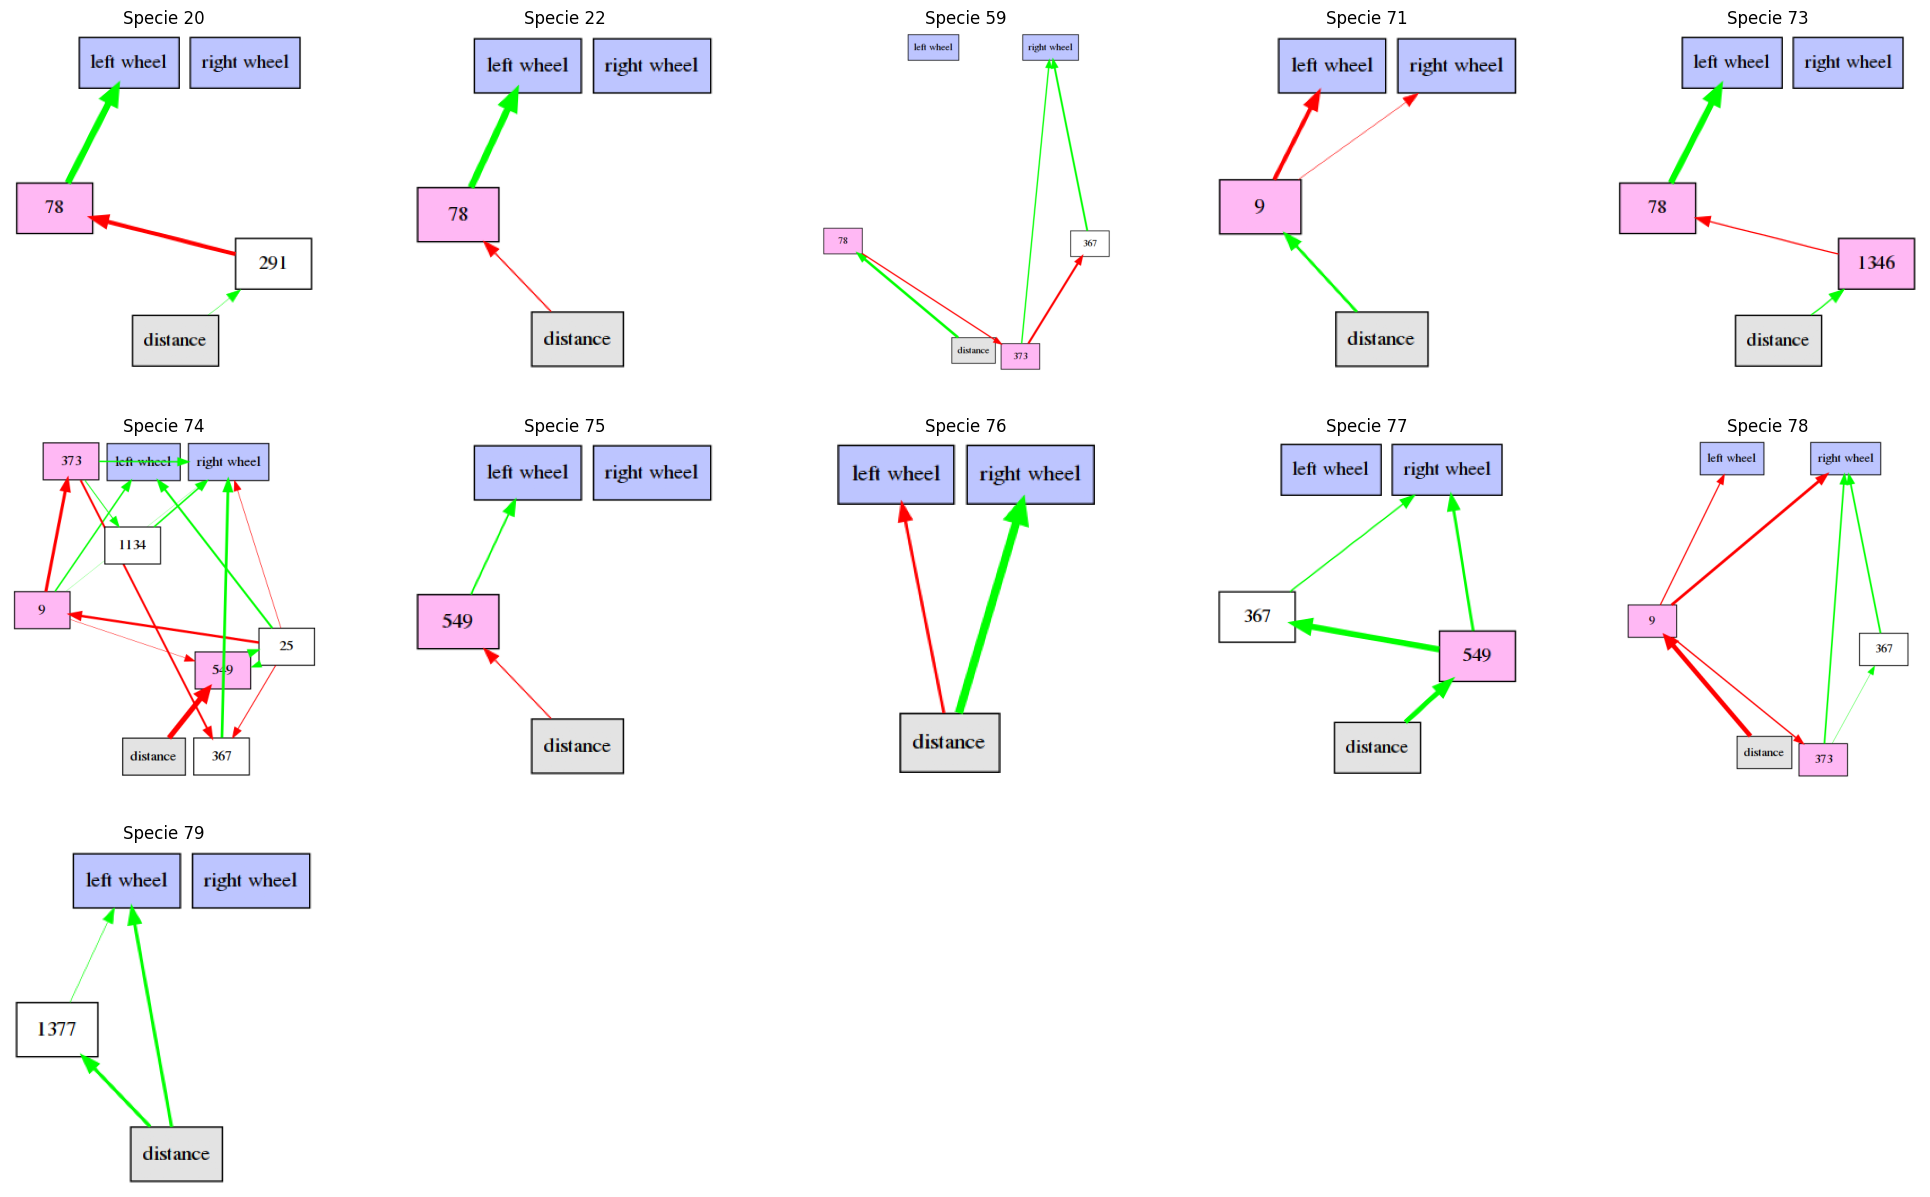 Specie 20
left wheel
right wheel
78
291
distance
Specie 22
left wheel
right wheel
78
distance
Specie 59
left wheel
right wheel
78
367
distance
373
Specie 71
left wheel
right wheel
9
distance
Specie 73
left wheel
right wheel
78
1346
distance
Specie 74
373
left wheel
right wheel
1134
9
25
549
distance
367
Specie 75
left wheel
right wheel
549
distance
Specie 76
left wheel
right wheel
distance
Specie 77
left wheel
right wheel
367
549
distance
Specie 78
left wheel
right wheel
9
367
distance
373
Specie 79
left wheel
right wheel
1377
distance